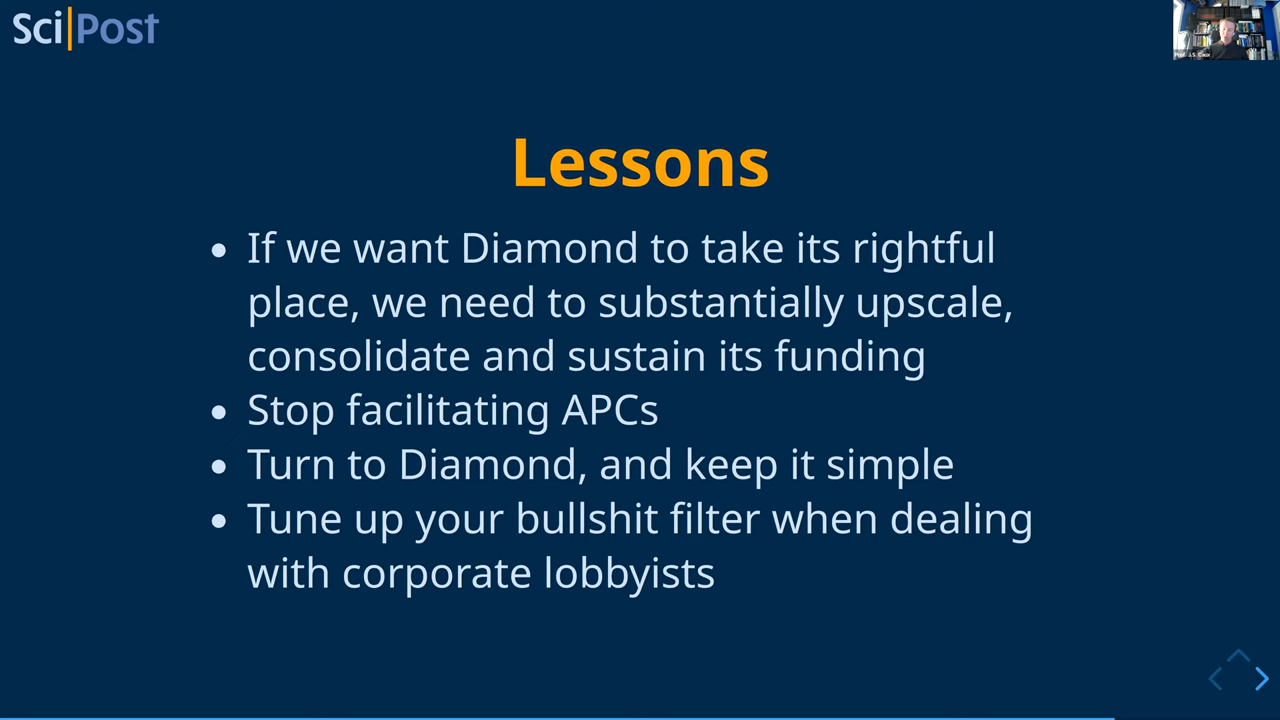 Sci|Post
Prof. J.S. Caux
Lessons
• If we want Diamond to take its rightful
place, we need to substantially upscale,
consolidate and sustain its funding
• Stop facilitating APCs
• Turn to Diamond, and keep it simple
• Tune up your bullshit filter when dealing
with corporate lobbyists